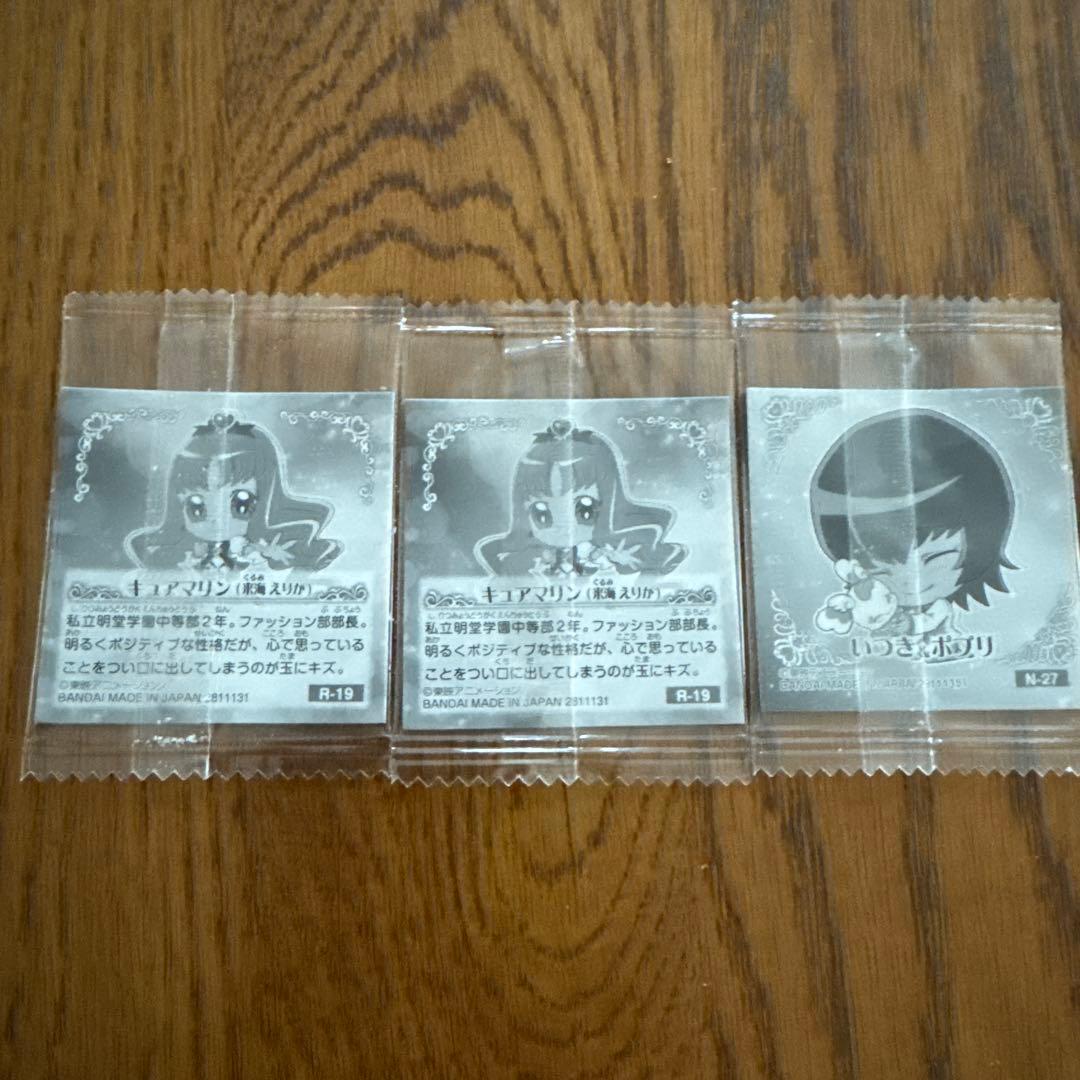 くるみ
キュアマリン(来海 えりか)
私立明堂学園中等部2年。ファッション部部長。
明るくポジティブな性格だが、心で思っている
ことをつい口に出してしまうのが玉にキズ。
©東映アニメーション
BANDAI MADE IN JAPAN 2811131
R-19
くるみ
キュアマリン(来海 えりか)
私立明堂学園中等部2年。ファッション部部長。
明るくポジティブな性格だが、心で思っている
ことをつい口に出してしまうのが玉にキズ。
©東映アニメーション
BANDAI MADE IN JAPAN 2811131
R-19
いつき&ポプリ
BANDAI MADE IN JAPAN 2811131
N-27